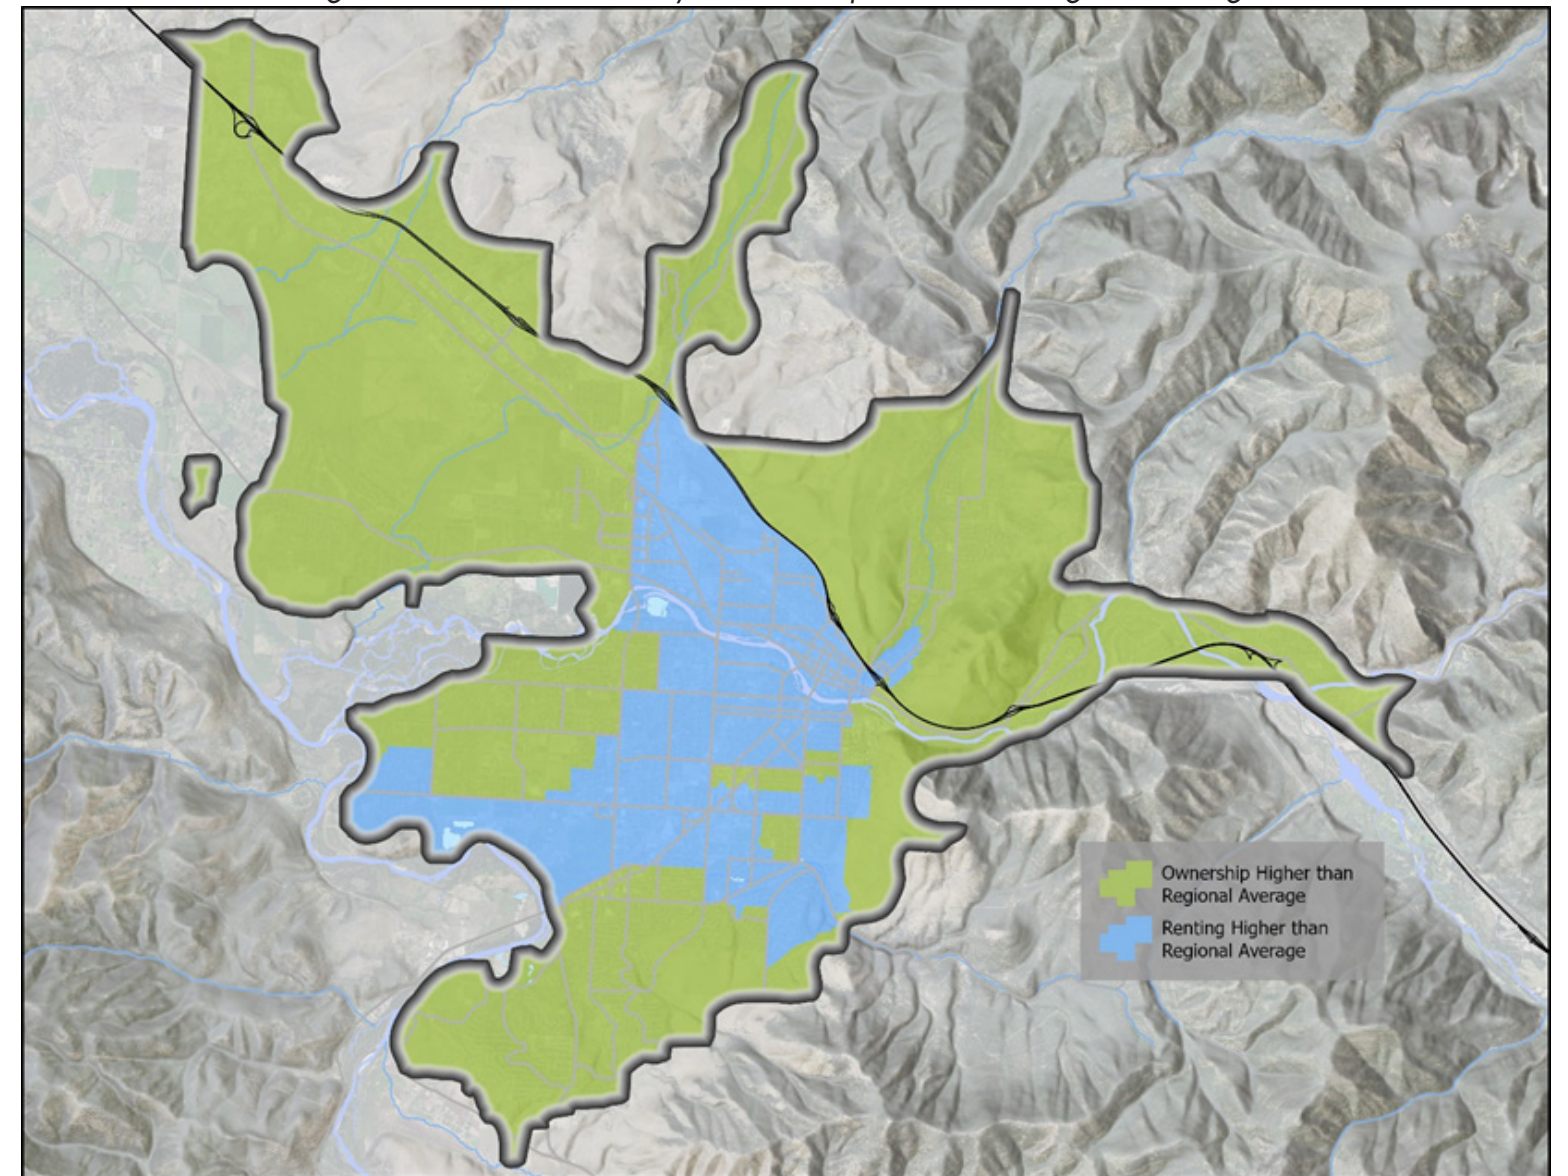 Ownership Higher than
Regional Average
Renting Higher than
Regional Average